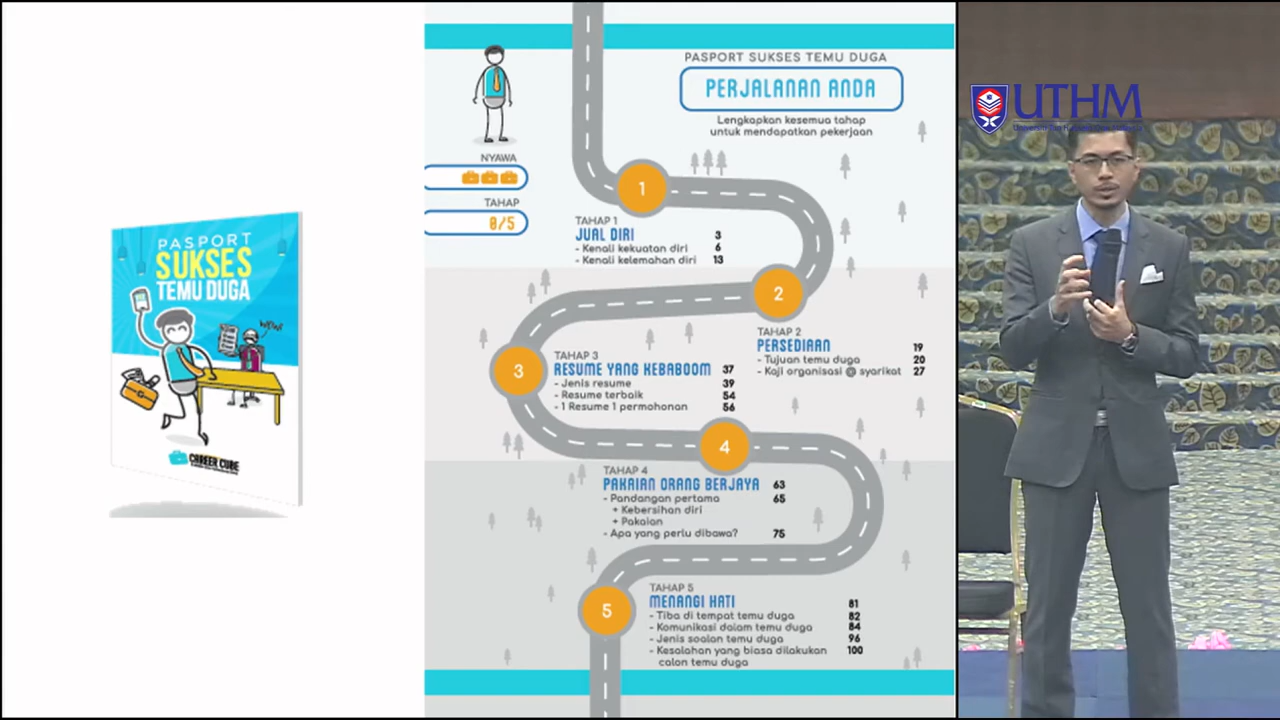 PASPORT
SUKSES
TEMU DUGA
WOW!
CAREER CUBE
PASPORT SUKSES TEMU DUGA
PERJALANAN ANDA
Lengkapkan kesemua tahap
untuk mendapatkan pekerjaan
NYAWA
TAHAP
0/5
1
TAHAP 1
JUAL DIRI 3
- Kenali kekuatan diri 6
- Kenali kelemahan diri 13
2
TAHAP 2
PERSEDIAAN 19
- Tujuan temu duga 20
- Kaji organisasi @ syarikat 27
3
TAHAP 3
RESUME YANG KEBABOOM 37
- Jenis resume 39
- Resume terbaik 54
- 1 Resume 1 permohonan 56
4
TAHAP 4
PAKAIAN ORANG BERJAYA 63
- Pandangan pertama 65
+ Kebersihan diri
+ Pakaian
- Apa yang perlu dibawa? 75
5
TAHAP 5
MENANGI HATI 81
- Tiba di tempat temu duga 82
- Komunikasi dalam temu duga 84
- Jenis soalan temu duga 96
- Kesalahan yang biasa dilakukan 100
calon temu duga
UTHM